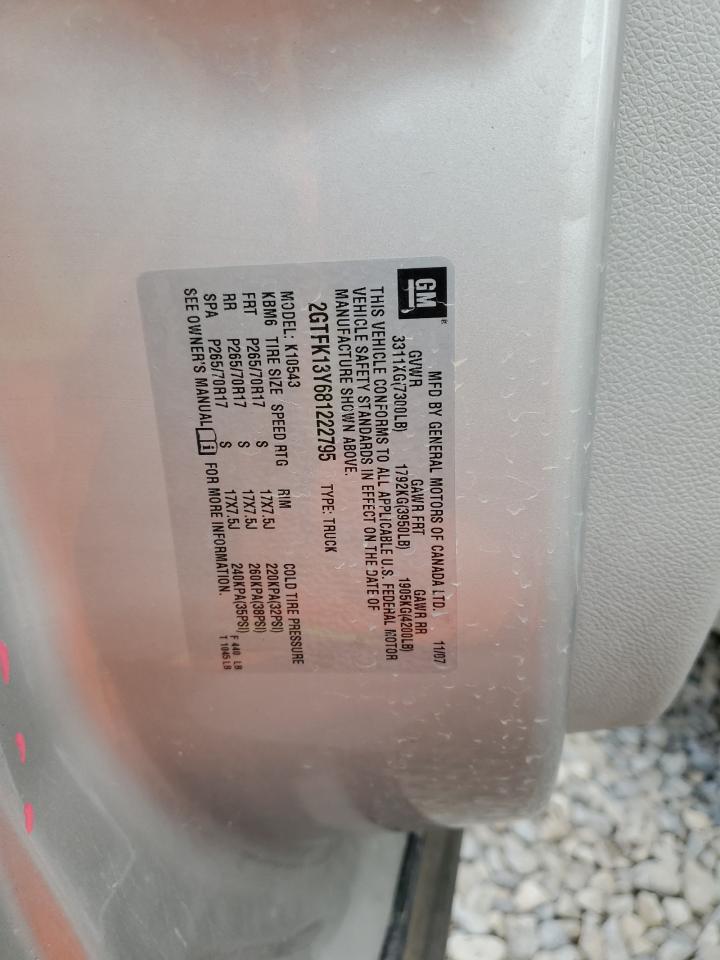 GM
MFD BY GENERAL MOTORS OF CANADA LTD. 11/07
GVWR GAWR FRT GAWR RR
3311KG(7300LB) 1792KG(3950LB) 1905KG(4200LB)
THIS VEHICLE CONFORMS TO ALL APPLICABLE U.S. FEDERAL MOTOR
VEHICLE SAFETY STANDARDS IN EFFECT ON THE DATE OF
MANUFACTURE SHOWN ABOVE.
2GTFK13Y681222795 TYPE: TRUCK
MODEL: K10543
KBM6 TIRE SIZE SPEED RTG RIM COLD TIRE PRESSURE
FRT P265/70R17 S 17X7.5J 220KPA(32PSI)
RR P265/70R17 S 17X7.5J 260KPA(38PSI)
SPA P265/70R17 S 17X7.5J 240KPA(35PSI)
SEE OWNER'S MANUAL i FOR MORE INFORMATION.
F 440 LB
T 1045 LB